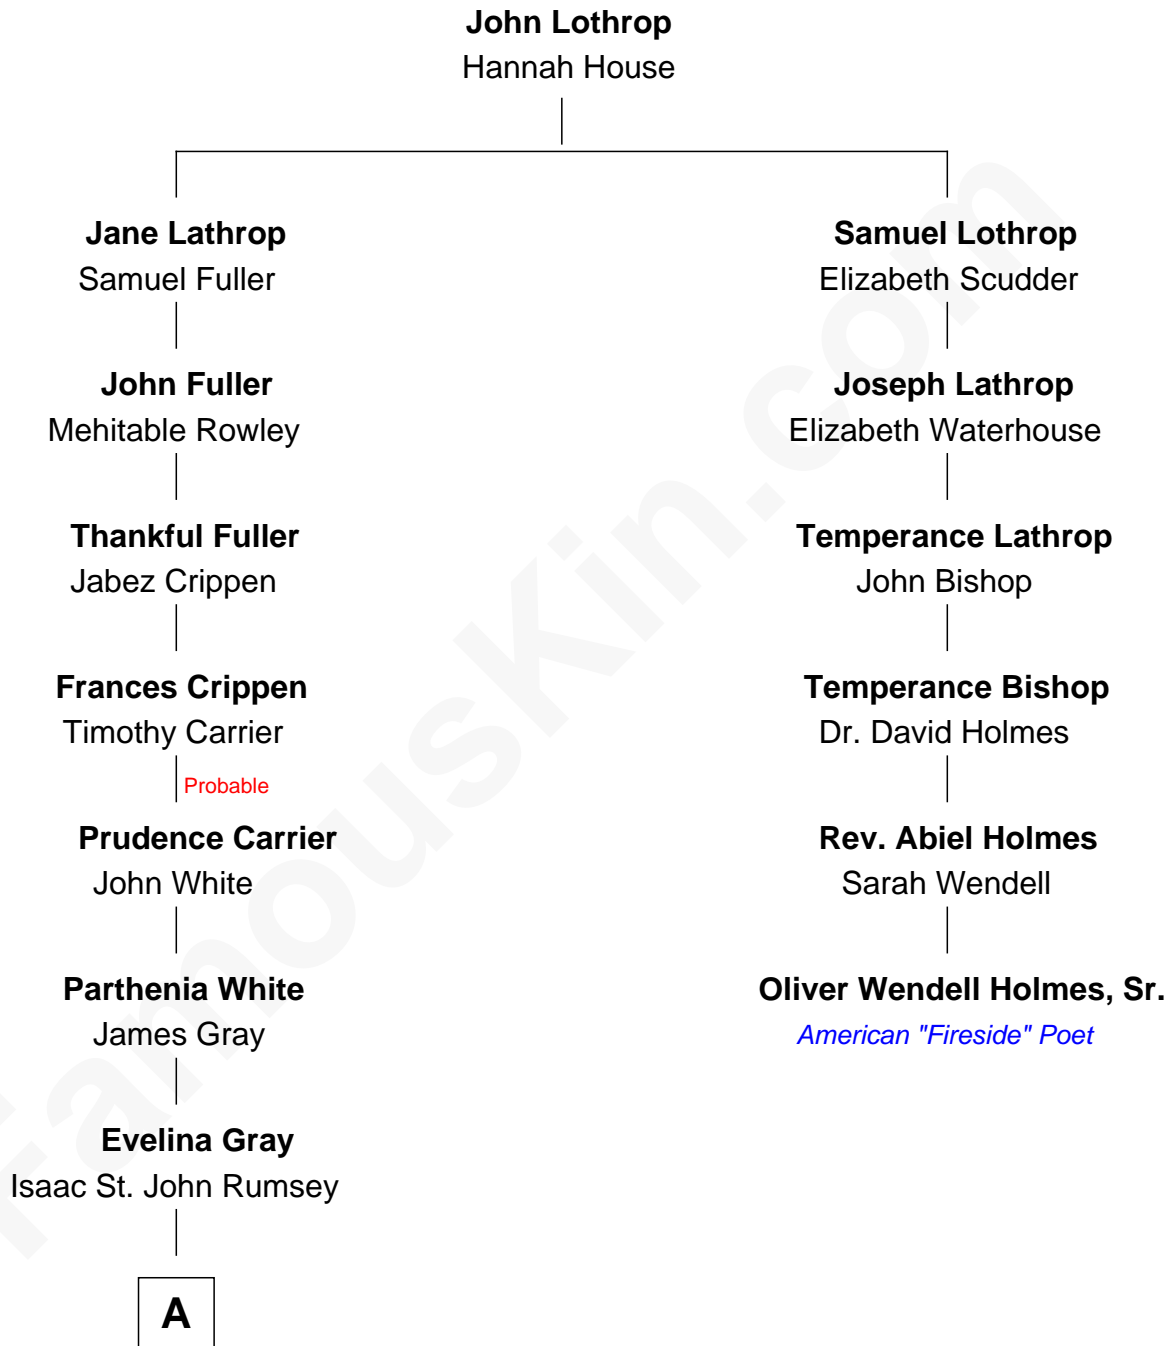 John Lothrop
Hannah House
Jane Lathrop
Samuel Fuller
Samuel Lothrop
Elizabeth Scudder
John Fuller
Mehitable Rowley
Joseph Lathrop
Elizabeth Waterhouse
Thankful Fuller
Jabez Crippen
Temperance Lathrop
John Bishop
Frances Crippen
Timothy Carrier
Temperance Bishop
Dr. David Holmes
Probable
Prudence Carrier
John White
Rev. Abiel Holmes
Sarah Wendell
Parthenia White
James Gray
Oliver Wendell Holmes, Sr.
American "Fireside" Poet
Evelina Gray
Isaac St. John Rumsey
A
FamousKin.com